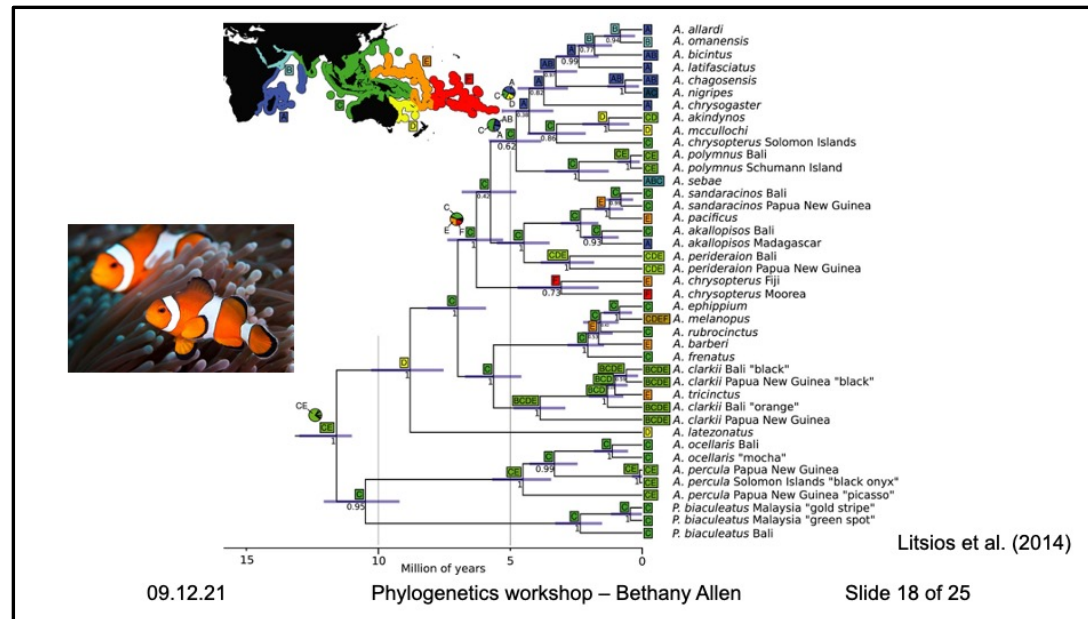 A. allardi
A. omanensis
A. bicintus
A. latifasciatus
A. chagosensis
A. nigripes
A. chrysogaster
A. akindynos
A. mccullochi
A. chrysopterus Solomon Islands
A. polymnus Bali
A. polymnus Schumann Island
A. sebae
A. sandaracinos Bali
A. sandaracinos Papua New Guinea
A. pacificus
A. akallopisos Bali
A. akallopisos Madagascar
A. perideraion Bali
A. perideraion Papua New Guinea
A. chrysopterus Fiji
A. chrysopterus Moorea
A. ephippium
A. melanopus
A. rubrocinctus
A. barberi
A. frenatus
A. clarkii Bali "black"
A. clarkii Papua New Guinea "black"
A. tricinctus
A. clarkii Bali "orange"
A. clarkii Papua New Guinea
A. latezonatus
A. ocellaris Bali
A. ocellaris "mocha"
A. percula Papua New Guinea
A. percula Solomon Islands "black onyx"
A. percula Papua New Guinea "picasso"
P. biaculeatus Malaysia "gold stripe"
P. biaculeatus Malaysia "green spot"
P. biaculeatus Bali
15 10 5 0
Million of years
Litsios et al. (2014)
09.12.21 Phylogenetics workshop – Bethany Allen Slide 18 of 25